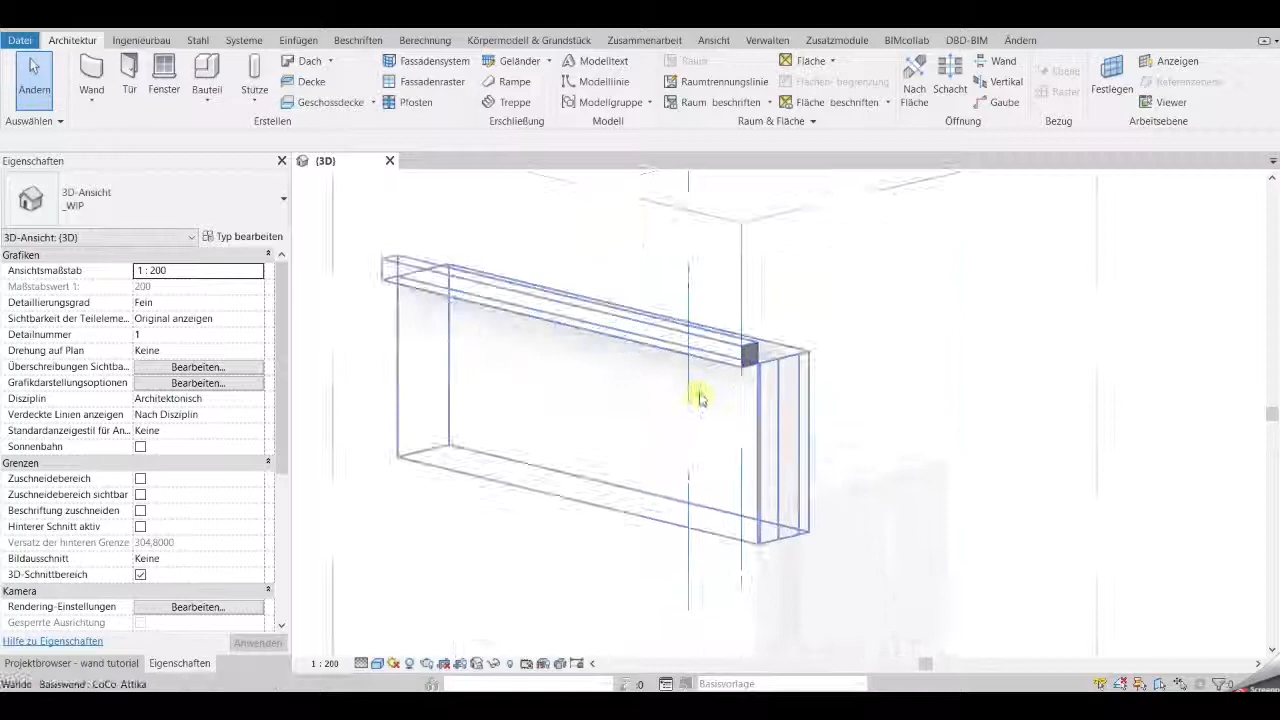 Datei Architektur Ingenieurbau Stahl Systeme Einfügen Beschriften Berechnung Körpermodell & Grundstück Zusammenarbeit Ansicht Verwalten Zusatzmodule BIMcollab DBD-BIM Ändern
Ändern Wand Tür Fenster Bauteil Stütze
Dach Fassadensystem Geländer Modelltext Raum Fläche Wand Ebene Anzeigen
Decke Fassadenraster Rampe Modelllinie Raumtrennungslinie Flächen- begrenzung Nach Fläche Schacht Vertikal Raster Festlegen
Geschossdecke Pfosten Treppe Modellgruppe Raum beschriften Fläche beschriften Gaube Viewer
Auswählen Erstellen Erschließung Modell Raum & Fläche Öffnung Bezug Arbeitsebene
Eigenschaften
{3D}
3D-Ansicht
_WIP
3D-Ansicht: {3D} Typ bearbeiten
Grafiken
Ansichtsmaßstab 1 : 200
Maßstabswert 1: 200
Detaillierungsgrad Fein
Sichtbarkeit der Teileleme... Original anzeigen
Detailnummer 1
Drehung auf Plan Keine
Überschreibungen Sichtba... Bearbeiten...
Grafikdarstellungsoptionen Bearbeiten...
Disziplin Architektonisch
Verdeckte Linien anzeigen Nach Disziplin
Standardanzeigestil für An... Keine
Sonnenbahn
Grenzen
Zuschneidebereich
Zuschneidebereich sichtbar
Beschriftung zuschneiden
Hinterer Schnitt aktiv
Versatz der hinteren Grenze 304,8000
Bildausschnitt Keine
3D-Schnittbereich
Kamera
Rendering-Einstellungen Bearbeiten...
Gesperrte Ausrichtung
Hilfe zu Eigenschaften Anwenden
Projektbrowser - wand tutorial Eigenschaften
1 : 200
Wände Basiswand: CoCo Attika
:0
Basisvorlage
:0